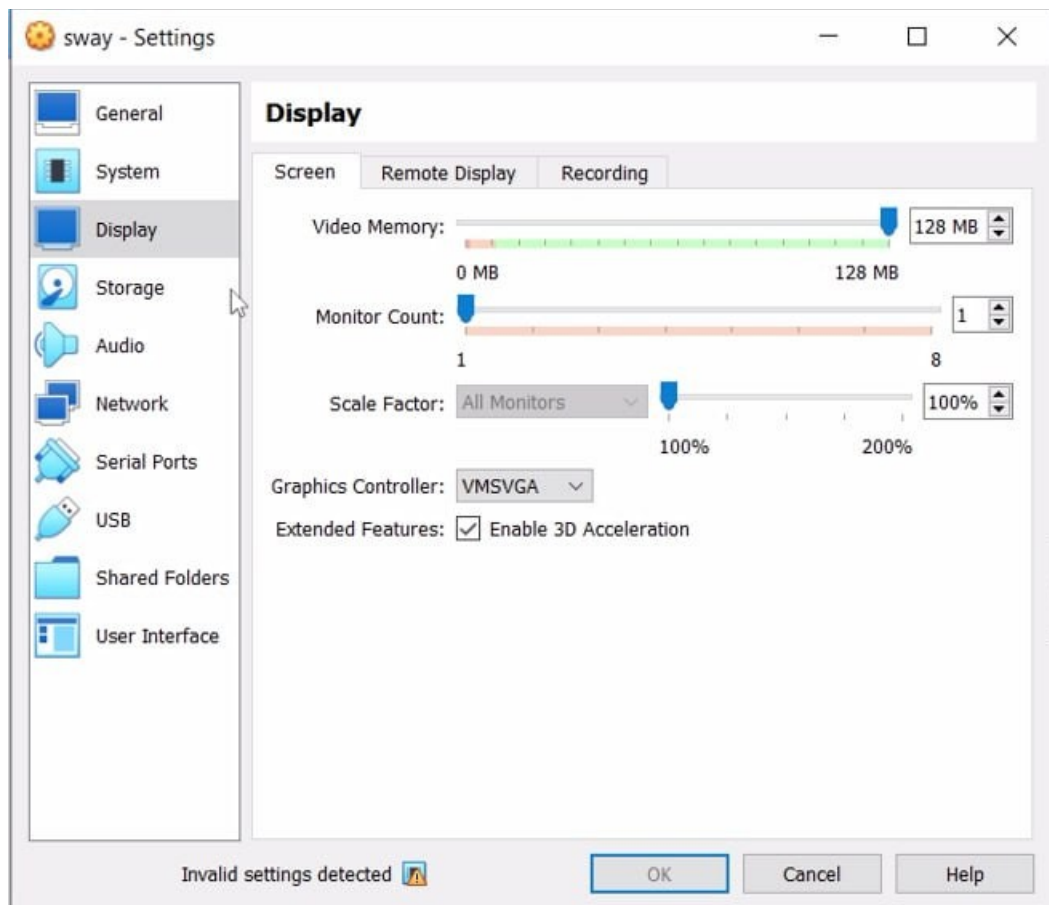 sway - Settings
General
System
Display
Storage
Audio
Network
Serial Ports
USB
Shared Folders
User Interface
Display
Screen Remote Display Recording
Video Memory: 128 MB
0 MB 128 MB
Monitor Count: 1
1 8
Scale Factor: All Monitors 100%
100% 200%
Graphics Controller: VMSVGA
Extended Features: Enable 3D Acceleration
Invalid settings detected OK Cancel Help